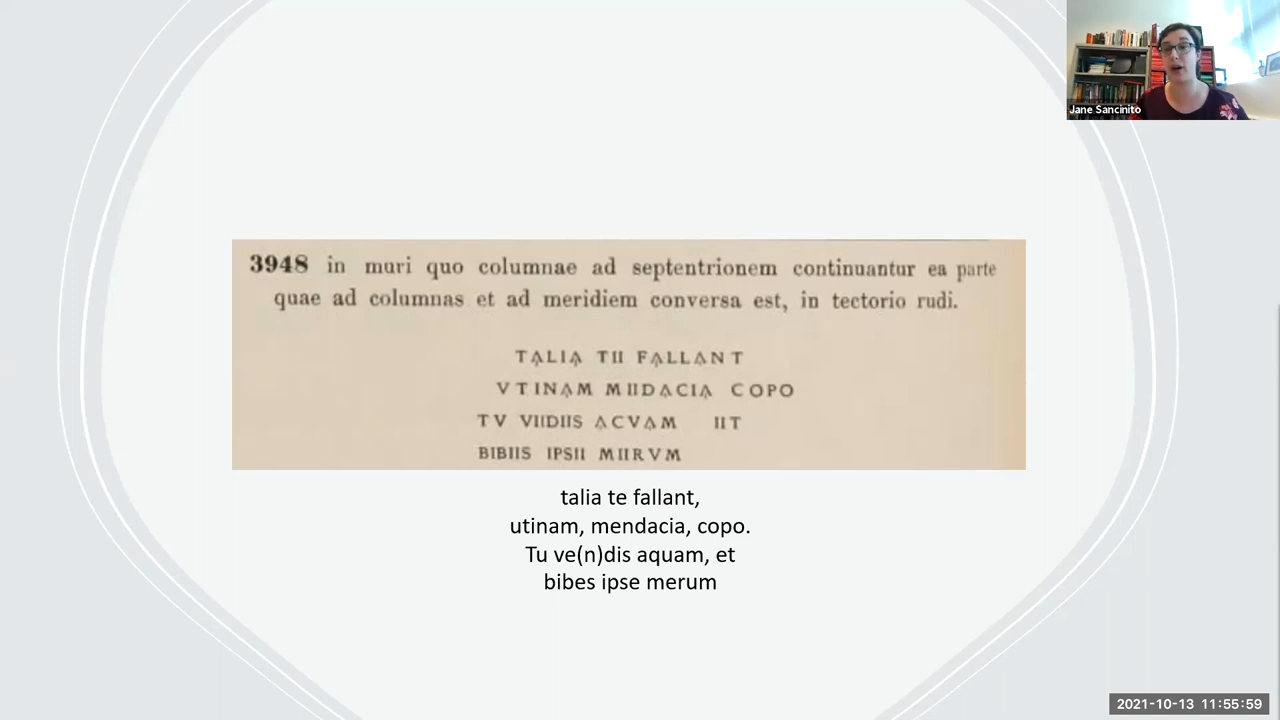 Jane Sancinito
3948 in muri quo columnae ad septentrionem continuantur ea parte
quae ad columnas et ad meridiem conversa est, in tectorio rudi.
TALIA TII FALLANT
VTINAM MIIDACIA COPO
TV VIIDIIS ACVAM IIT
BIBIIS IPSII MIIRVM
talia te fallant,
utinam, mendacia, copo.
Tu ve(n)dis aquam, et
bibes ipse merum
2021-10-13 11:55:59